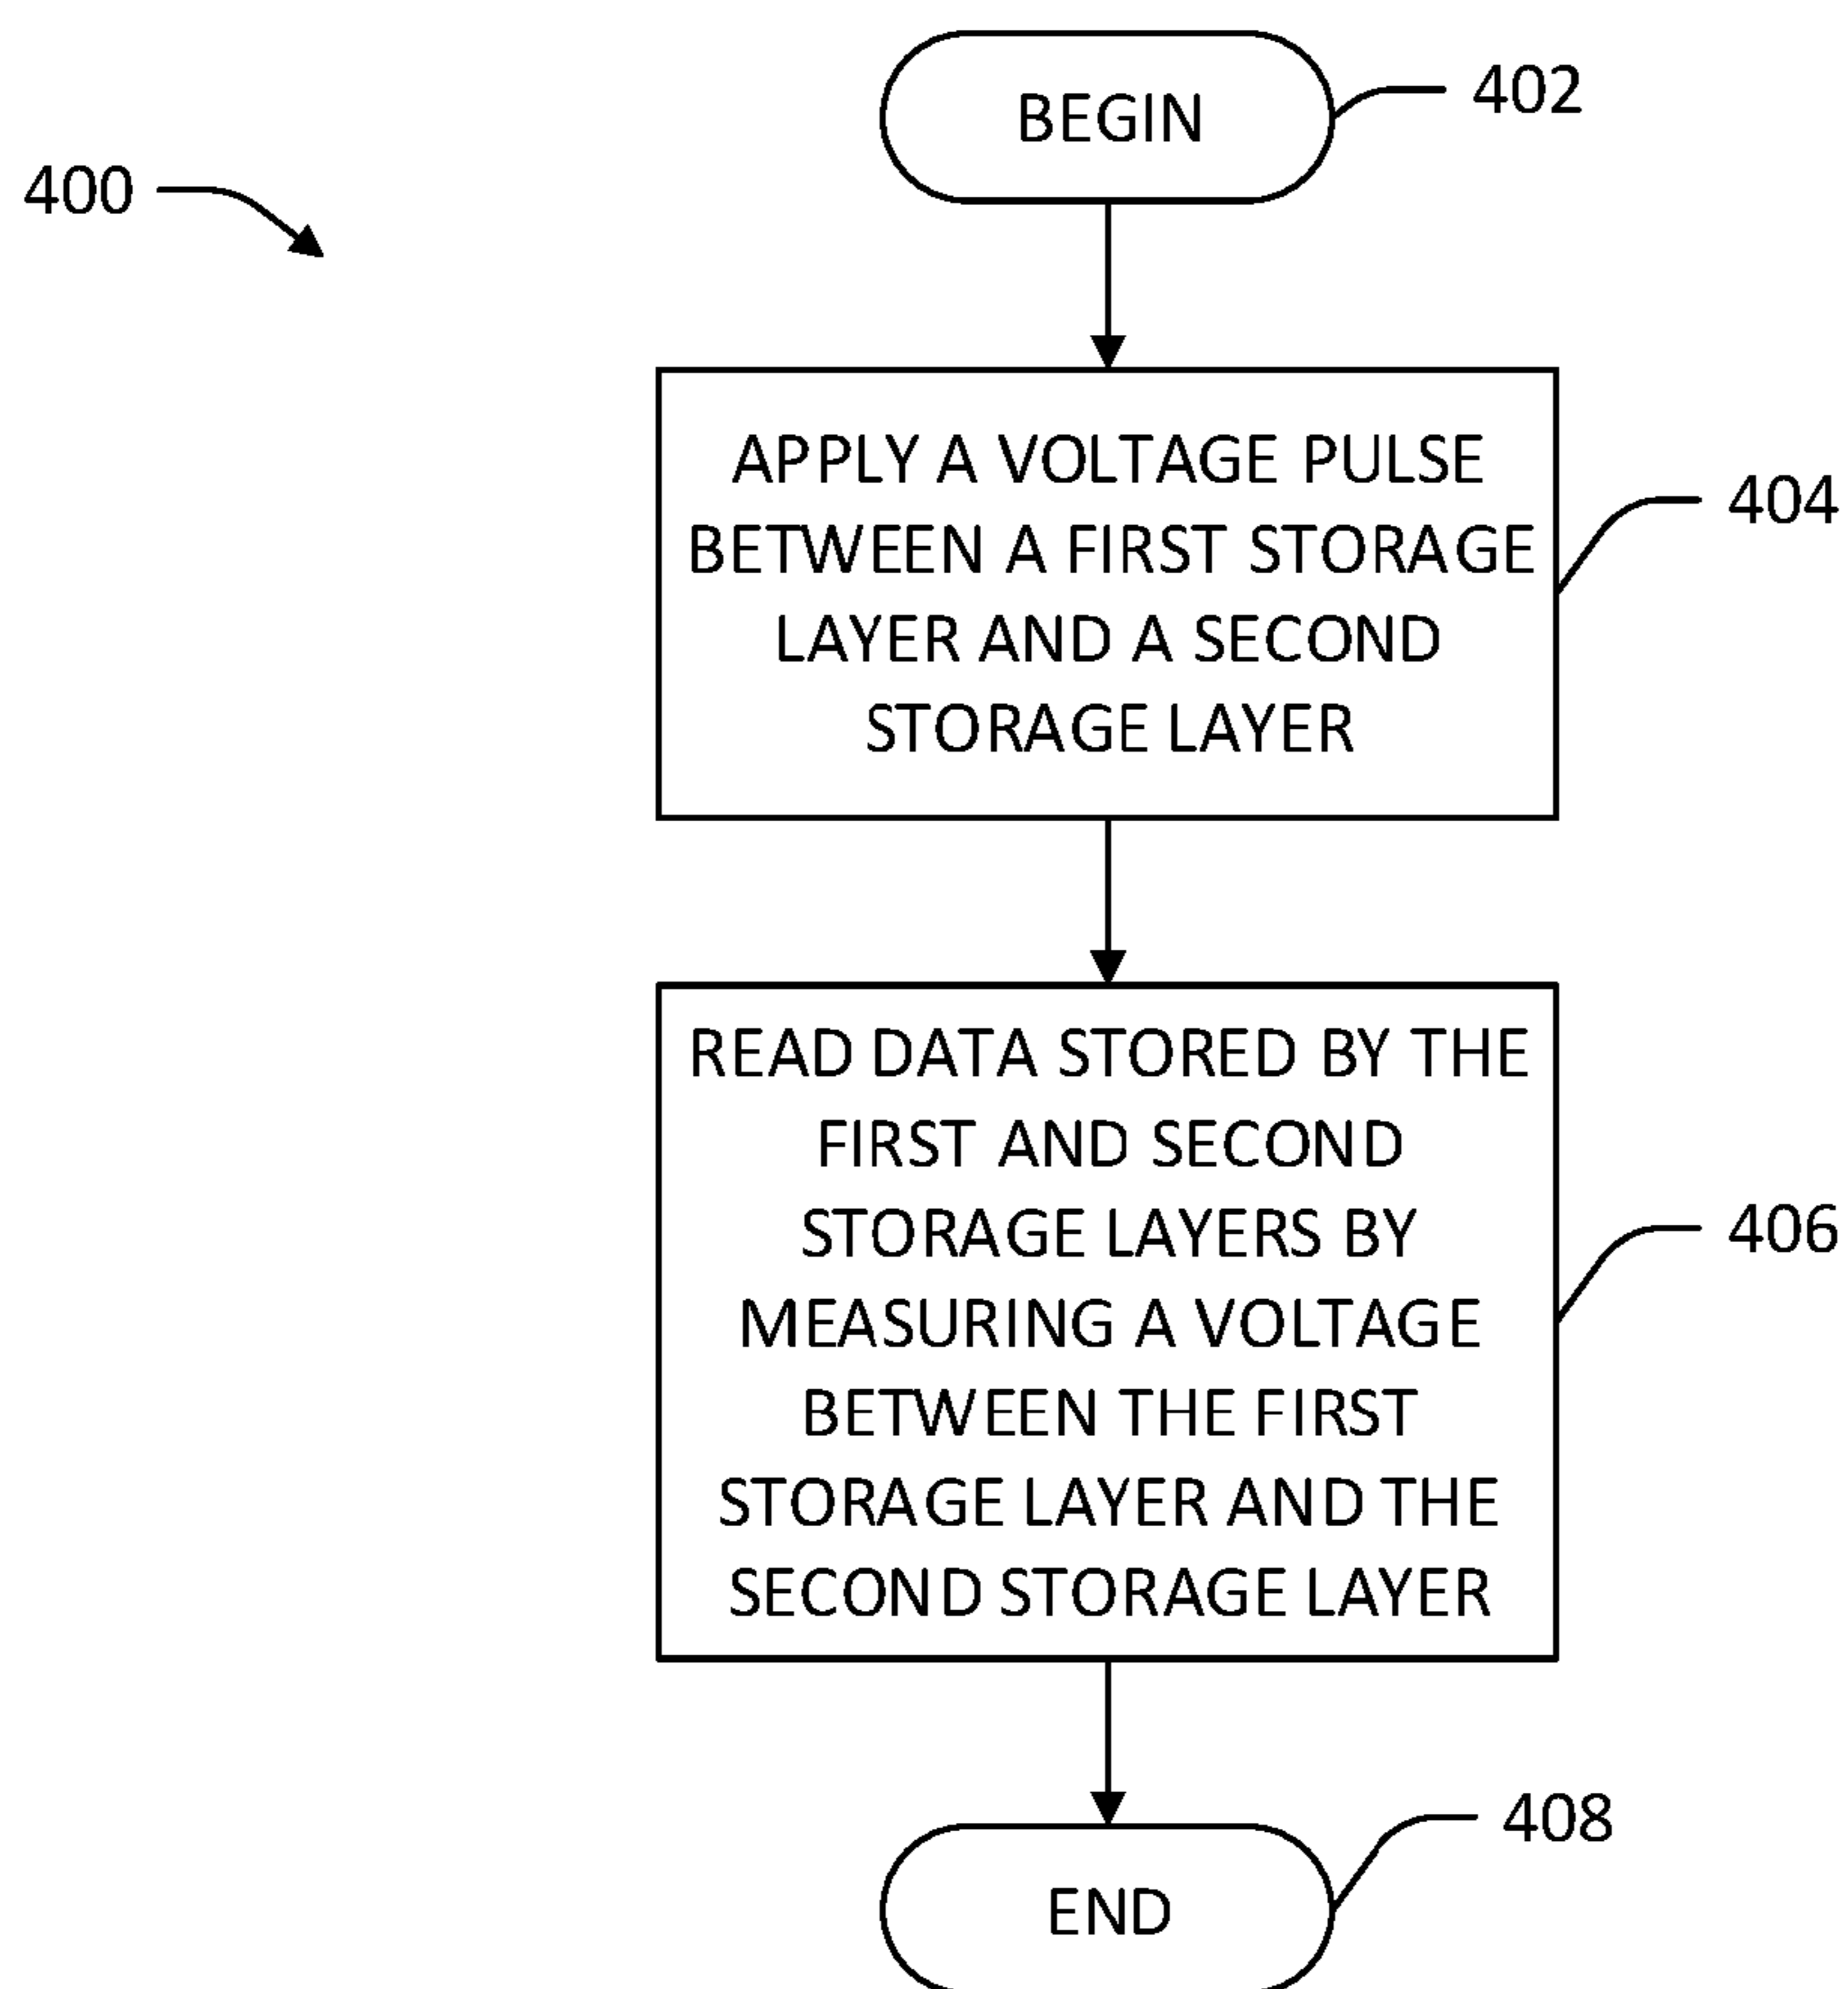 BEGIN
402
400
APPLY A VOLTAGE PULSE
BETWEEN A FIRST STORAGE
LAYER AND A SECOND
STORAGE LAYER
404
READ DATA STORED BY THE
FIRST AND SECOND
STORAGE LAYERS BY
MEASURING A VOLTAGE
BETWEEN THE FIRST
STORAGE LAYER AND THE
SECOND STORAGE LAYER
406
408
END